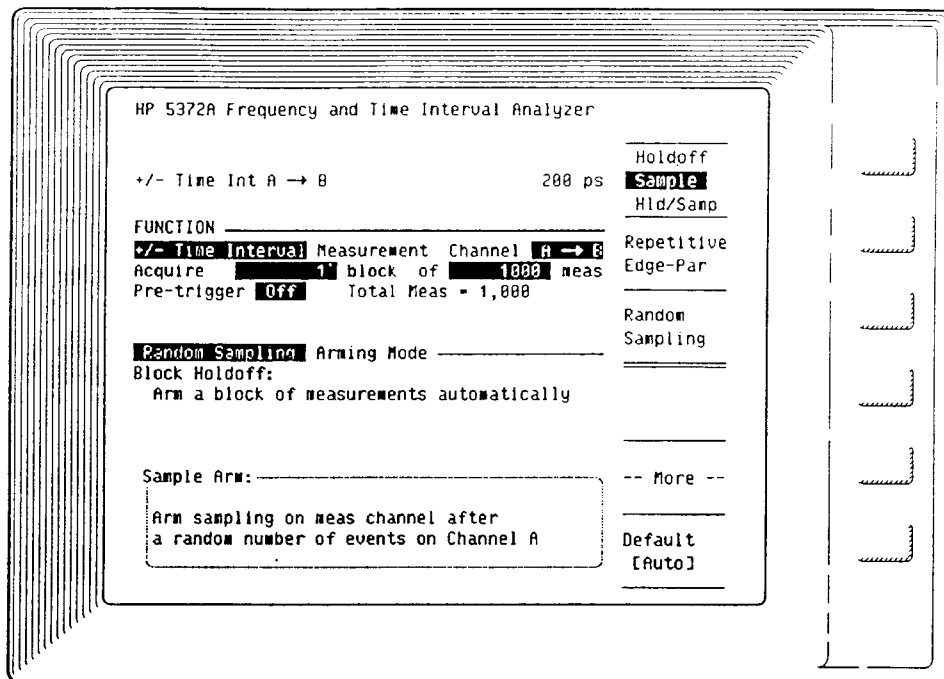 HP 5372A Frequency and Time Interval Analyzer
+/- Time Int A → B 200 ps
FUNCTION
+/- Time Interval Measurement Channel A → B
Acquire 1 block of 1000 meas
Pre-trigger Off Total Meas = 1,000
Random Sampling Arming Mode
Block Holdoff:
Arm a block of measurements automatically
Sample Arm:
Arm sampling on meas channel after
a random number of events on Channel A
Holdoff
Sample
Hld/Samp
Repetitive
Edge-Par
Random
Sampling
-- More --
Default
[Auto]